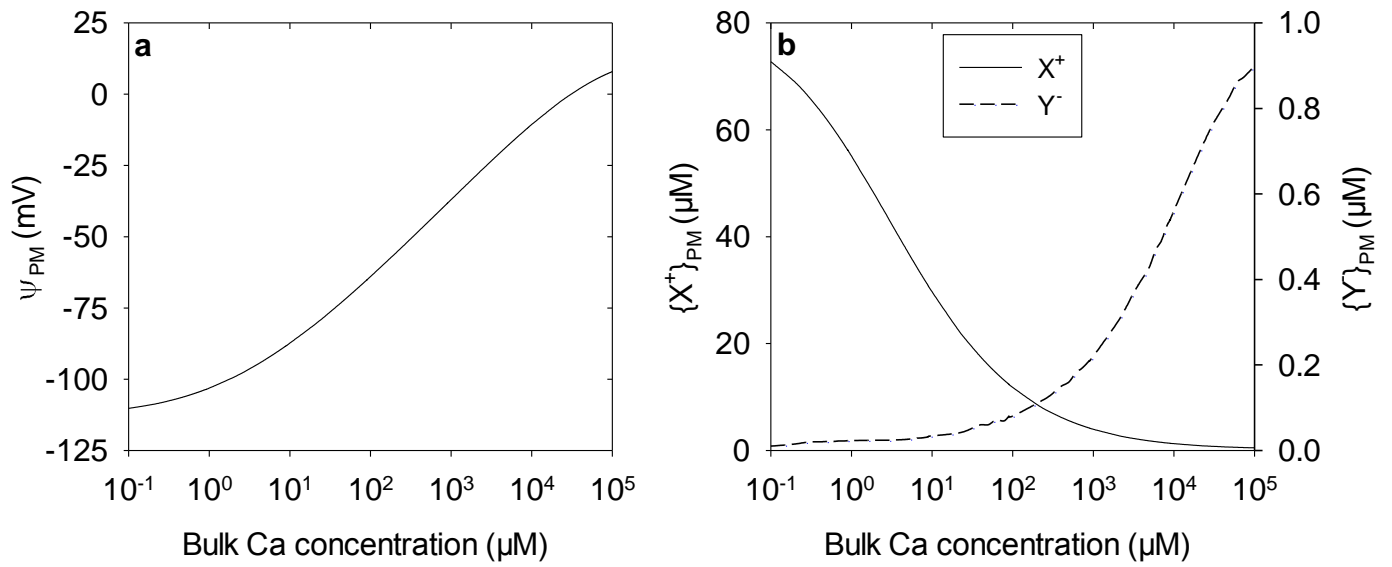 a
25
0
-25
-50
-75
-100
-125
ψPM (mV)
10⁻¹ 10⁰ 10¹ 10² 10³ 10⁴ 10⁵
Bulk Ca concentration (µM)
b
X⁺
Y⁻
80
60
40
20
0
{X⁺}PM (µM)
1.0
0.8
0.6
0.4
0.2
0.0
{Y⁻}PM (µM)
10⁻¹ 10⁰ 10¹ 10² 10³ 10⁴ 10⁵
Bulk Ca concentration (µM)